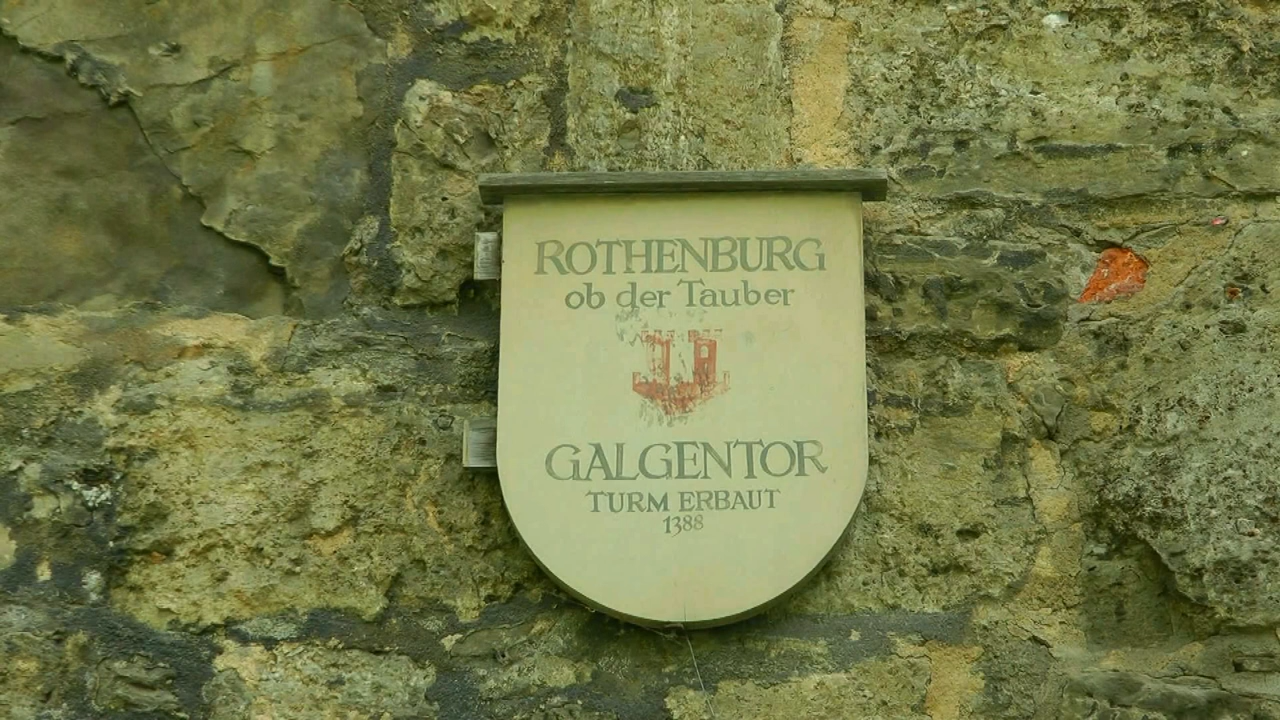 ROTHENBURG
ob der Tauber
GALGENTOR
TURM ERBAUT
1388